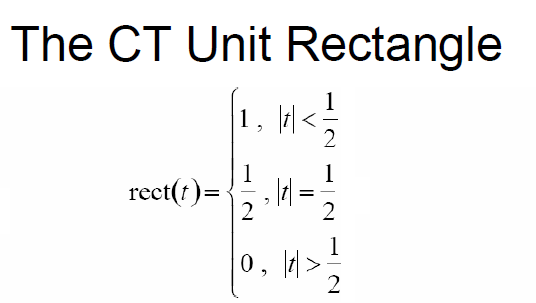 The CT Unit Rectangle
1 , |t| < 1/2
rect(t) = { 1/2 , |t| = 1/2
0 , |t| > 1/2